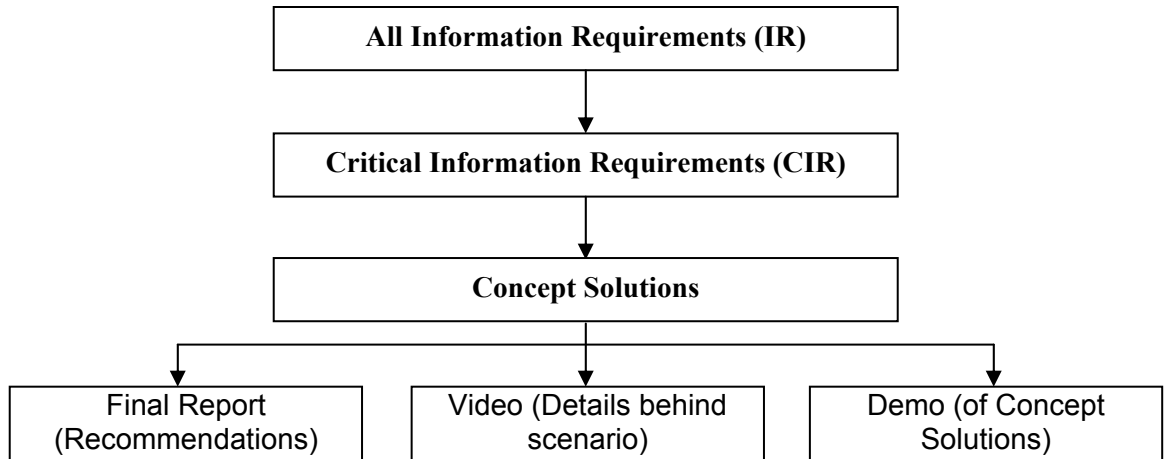 All Information Requirements (IR)
Critical Information Requirements (CIR)
Concept Solutions
Final Report
(Recommendations)
Video (Details behind
scenario)
Demo (of Concept
Solutions)